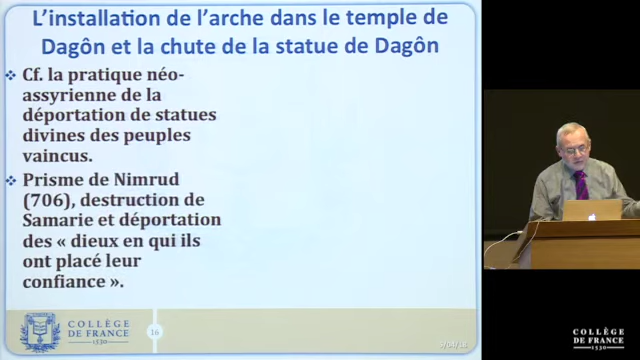 L’installation de l’arche dans le temple de
Dagôn et la chute de la statue de Dagôn
Cf. la pratique néo-
assyrienne de la
déportation de statues
divines des peuples
vaincus.
Prisme de Nimrud
(706), destruction de
Samarie et déportation
des « dieux en qui ils
ont placé leur
confiance ».
COLLÈGE
DE FRANCE
1530
16
COLLÈGE
DE FRANCE
1530